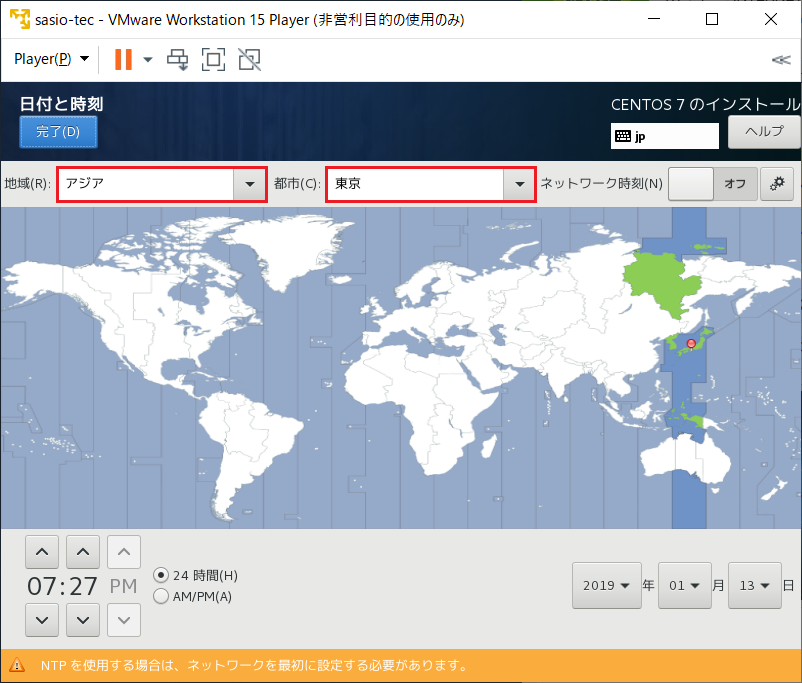 sasio-tec - VMware Workstation 15 Player (非営利目的の使用のみ)
Player(P)
日付と時刻
CENTOS 7 のインストール
完了(D)
jp
ヘルプ
地域(R): アジア 都市(C): 東京 ネットワーク時刻(N) オフ
07:27 PM
24 時間(H)
AM/PM(A)
2019 年 01 月 13 日
NTP を使用する場合は、ネットワークを最初に設定する必要があります。